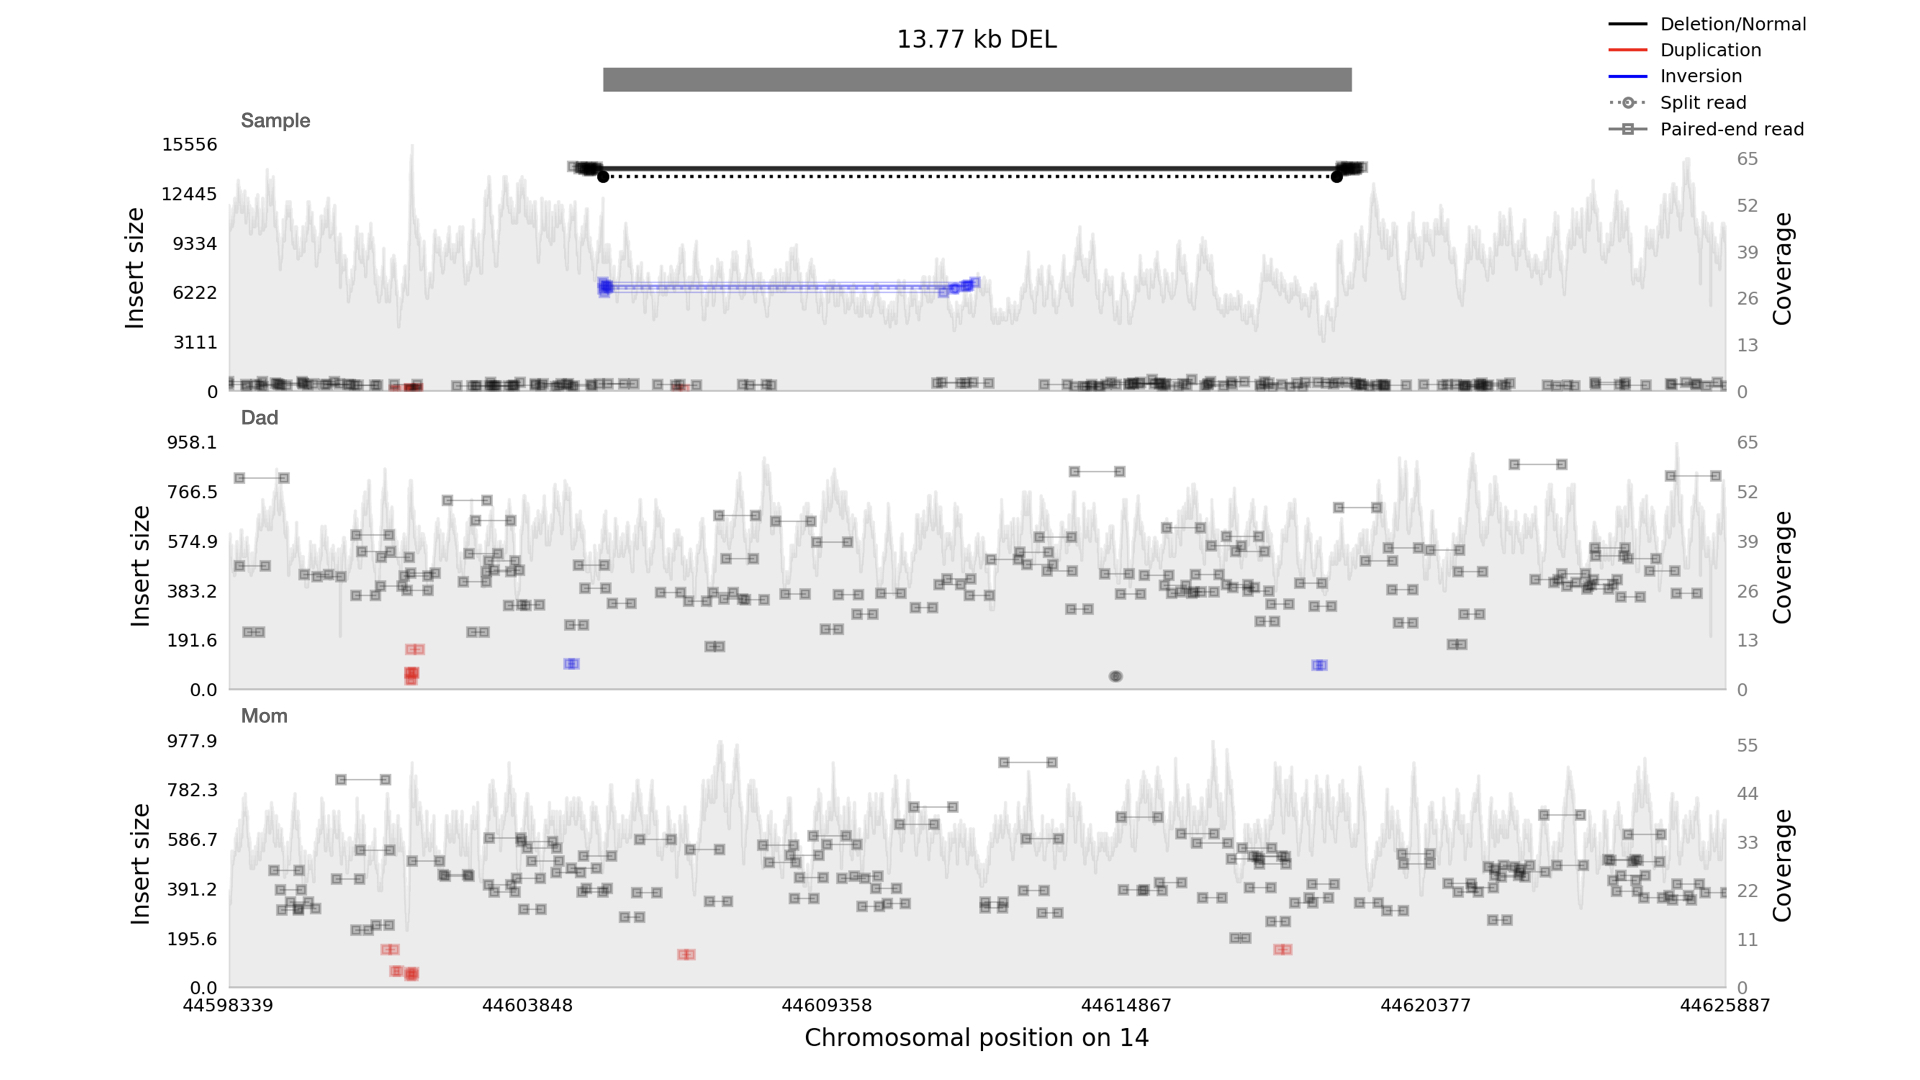 13.77 kb DEL
Deletion/Normal
Duplication
Inversion
Split read
Paired-end read
Sample
15556
12445
9334
6222
3111
0
Insert size
65
52
39
26
13
0
Coverage
Dad
958.1
766.5
574.9
383.2
191.6
0.0
Insert size
65
52
39
26
13
0
Coverage
Mom
977.9
782.3
586.7
391.2
195.6
0.0
Insert size
55
44
33
22
11
0
Coverage
44598339 44603848 44609358 44614867 44620377 44625887
Chromosomal position on 14